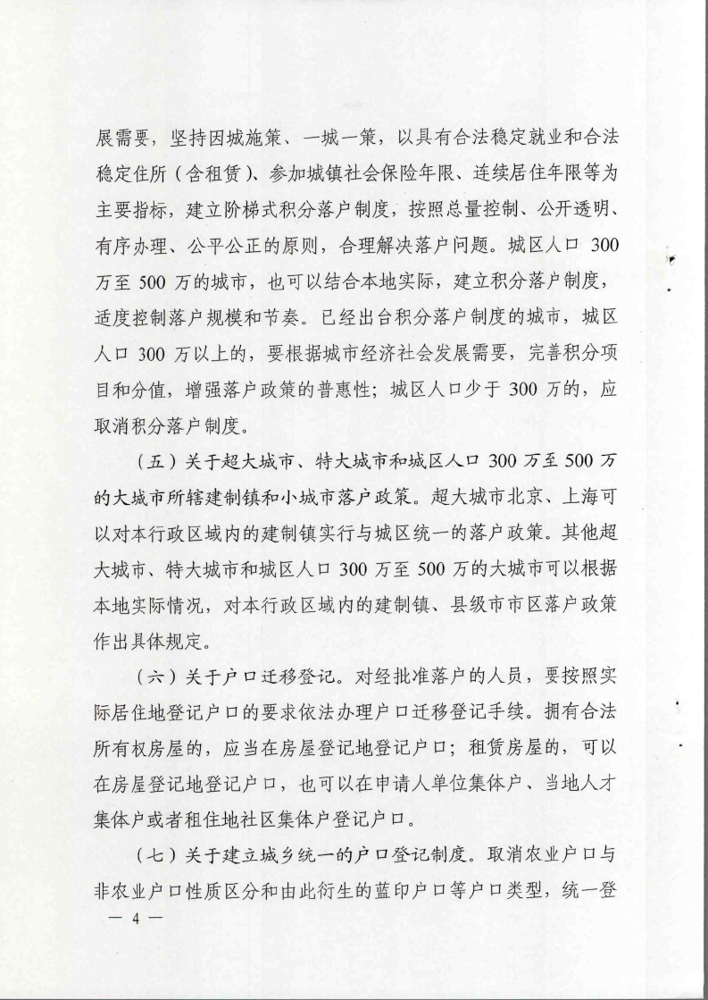 展需要，坚持因城施策、一城一策，以具有合法稳定就业和合法
稳定住所（含租赁）、参加城镇社会保险年限、连续居住年限等为
主要指标，建立阶梯式积分落户制度，按照总量控制、公开透明、
有序办理、公平公正的原则，合理解决落户问题。城区人口 300
万至 500 万的城市，也可以结合本地实际，建立积分落户制度，
适度控制落户规模和节奏。已经出台积分落户制度的城市，城区
人口 300 万以上的，要根据城市经济社会发展需要，完善积分项
目和分值，增强落户政策的普惠性；城区人口少于 300 万的，应
取消积分落户制度。
（五）关于超大城市、特大城市和城区人口 300 万至 500 万
的大城市所辖建制镇和小城市落户政策。超大城市北京、上海可
以对本行政区域内的建制镇实行与城区统一的落户政策。其他超
大城市、特大城市和城区人口 300 万至 500 万的大城市可以根据
本地实际情况，对本行政区域内的建制镇、县级市市区落户政策
作出具体规定。
（六）关于户口迁移登记。对经批准落户的人员，要按照实
际居住地登记户口的要求依法办理户口迁移登记手续。拥有合法
所有权房屋的，应当在房屋登记地登记户口；租赁房屋的，可以
在房屋登记地登记户口，也可以在申请人单位集体户、当地人才
集体户或者租住地社区集体户登记户口。
（七）关于建立城乡统一的户口登记制度。取消农业户口与
非农业户口性质区分和由此衍生的蓝印户口等户口类型，统一登
— 4 —